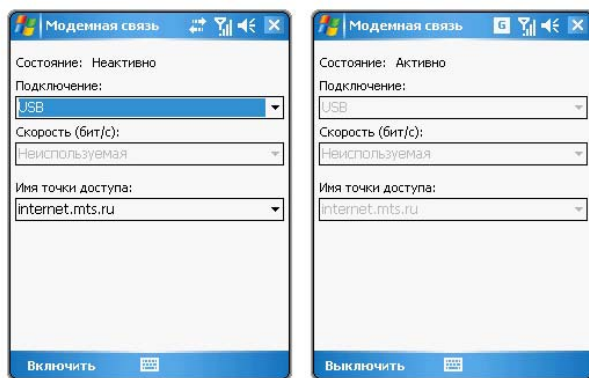 Модемная связь
Состояние: Неактивно
Подключение:
USB
Скорость (бит/с):
Неиспользуемая
Имя точки доступа:
internet.mts.ru
Включить
Модемная связь
G
Состояние: Активно
Подключение:
USB
Скорость (бит/с):
Неиспользуемая
Имя точки доступа:
internet.mts.ru
Выключить